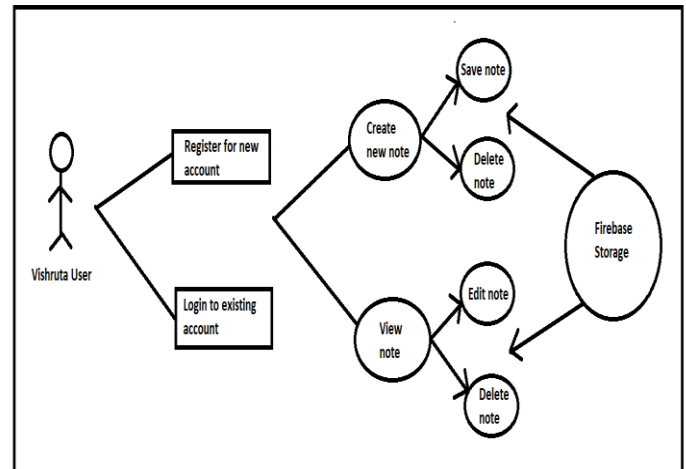 Vishruta User
Register for new
account
Login to existing
account
Create
new note
View
note
Save note
Delete
note
Edit note
Delete
note
Firebase
Storage